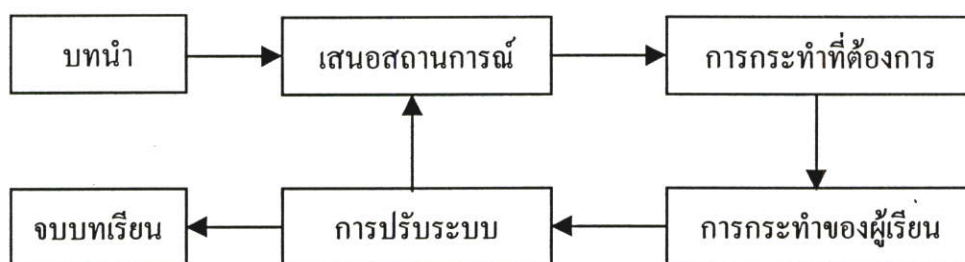 บทนำ
เสนอสถานการณ์
การกระทำที่ต้องการ
จบบทเรียน
การปรับระบบ
การกระทำของผู้เรียน